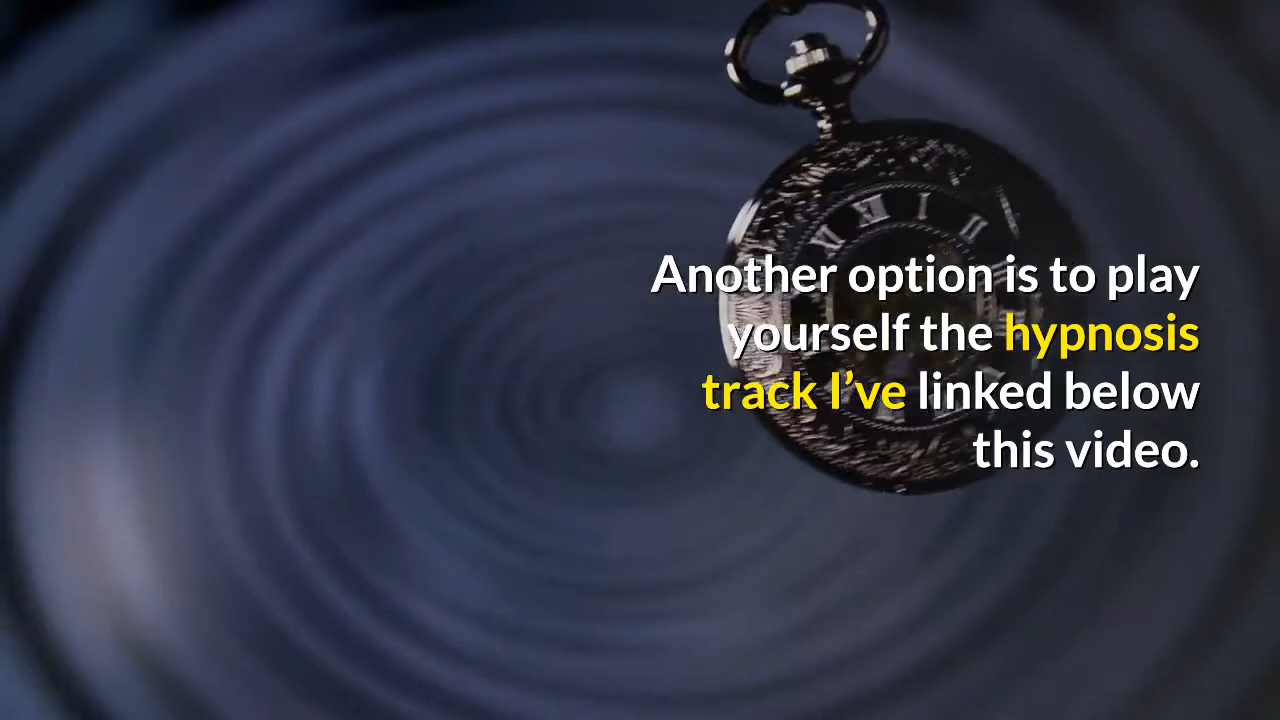 Another option is to play
yourself the hypnosis
track I’ve linked below
this video.